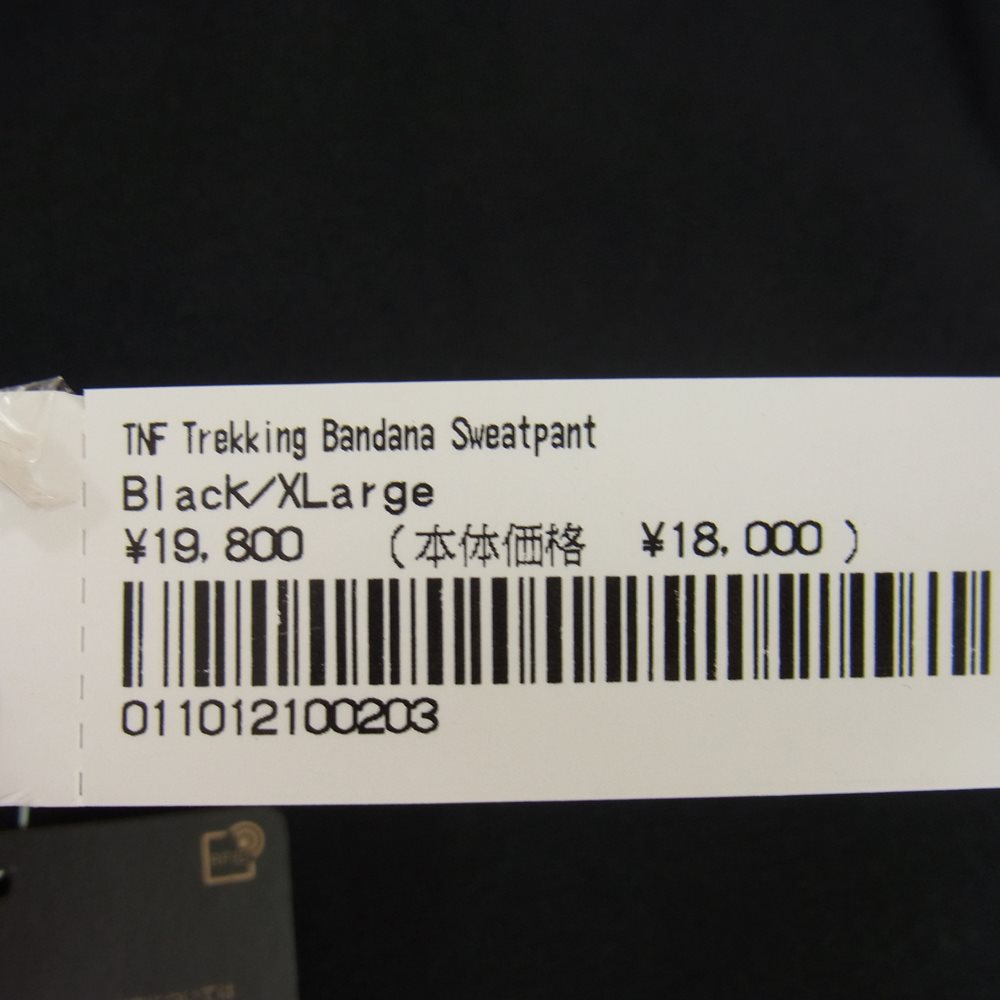 TNF Trekking Bandana Sweatpant
Black/XLarge
¥19,800 (本体価格 ¥18,000)
011012100203